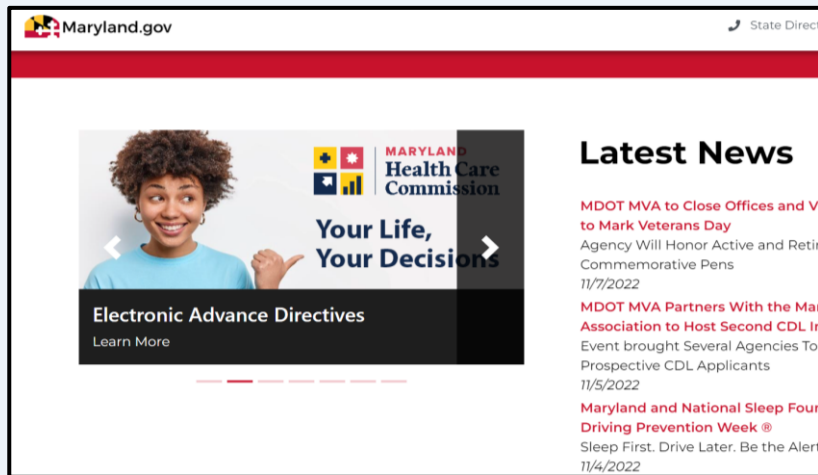 Maryland.gov
State Direct
MARYLAND
Health Care
Commission
Your Life,
Your Decisions
Electronic Advance Directives
Learn More
Latest News
MDOT MVA to Close Offices and V
to Mark Veterans Day
Agency Will Honor Active and Retir
Commemorative Pens
11/7/2022
MDOT MVA Partners With the Mar
Association to Host Second CDL In
Event brought Several Agencies To
Prospective CDL Applicants
11/5/2022
Maryland and National Sleep Foun
Driving Prevention Week ®
Sleep First. Drive Later. Be the Alert
11/4/2022